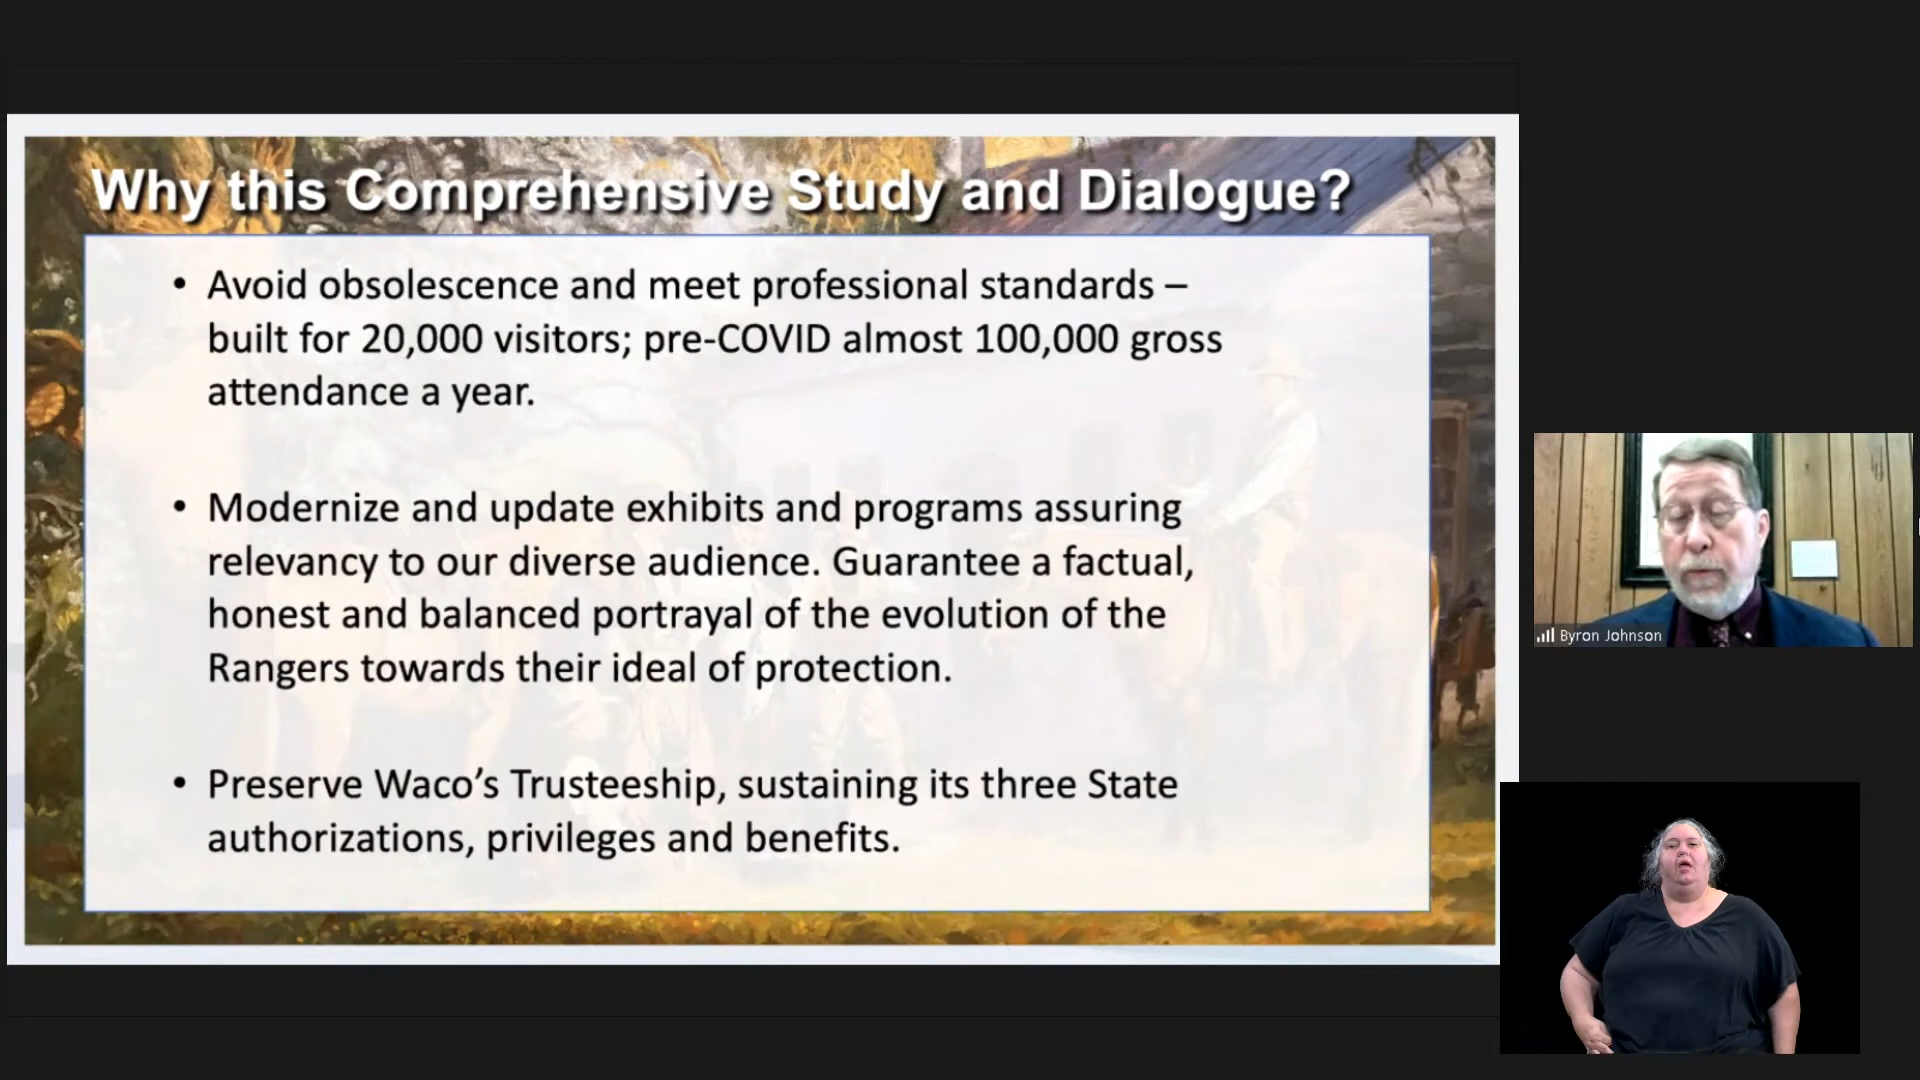 Why this Comprehensive Study and Dialogue?
• Avoid obsolescence and meet professional standards –
built for 20,000 visitors; pre-COVID almost 100,000 gross
attendance a year.
• Modernize and update exhibits and programs assuring
relevancy to our diverse audience. Guarantee a factual,
honest and balanced portrayal of the evolution of the
Rangers towards their ideal of protection.
• Preserve Waco’s Trusteeship, sustaining its three State
authorizations, privileges and benefits.
Byron Johnson